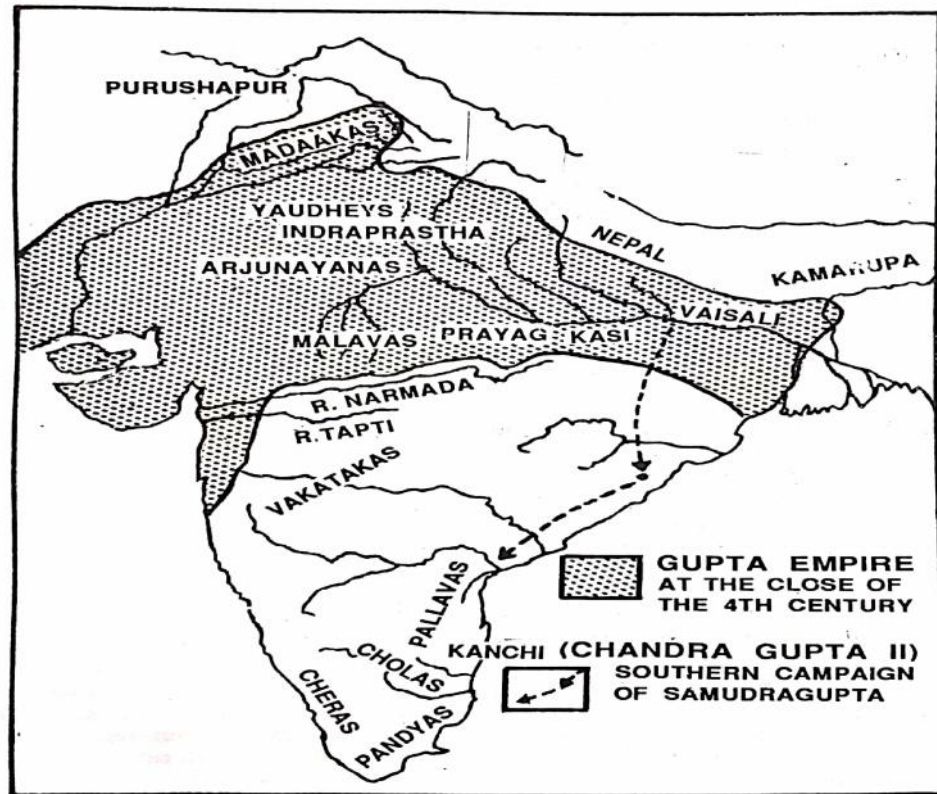 PURUSHAPUR
MADAAKAS
YAUDHEYS
INDRAPRASTHA
NEPAL
ARJUNAYANAS
KAMARUPA
VAISALI
MALAVAS
PRAYAG
KASI
R. NARMADA
R.TAPTI
VAKATAKAS
GUPTA EMPIRE
AT THE CLOSE OF
THE 4TH CENTURY
PALLAVAS
KANCHI (CHANDRA GUPTA II)
SOUTHERN CAMPAIGN
OF SAMUDRAGUPTA
CHOLAS
CHERAS
PANDYAS